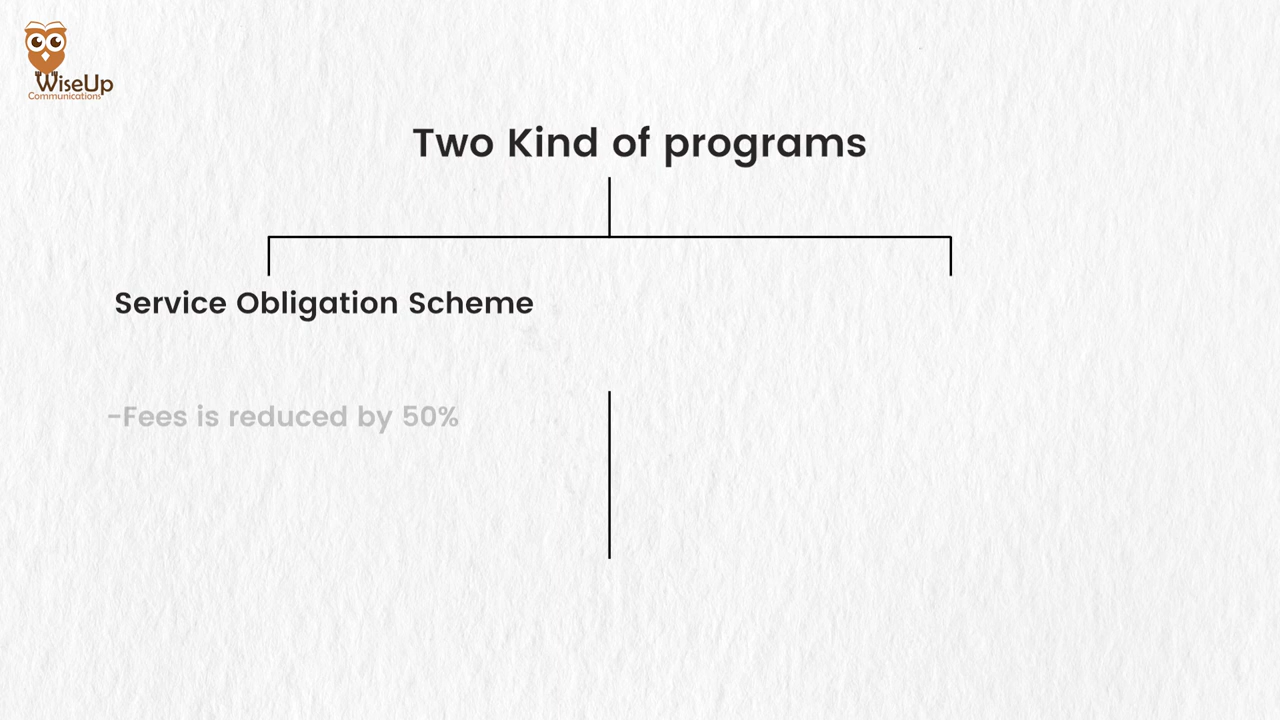 WiseUp
Communications
Two Kind of programs
Service Obligation Scheme
-Fees is reduced by 50%